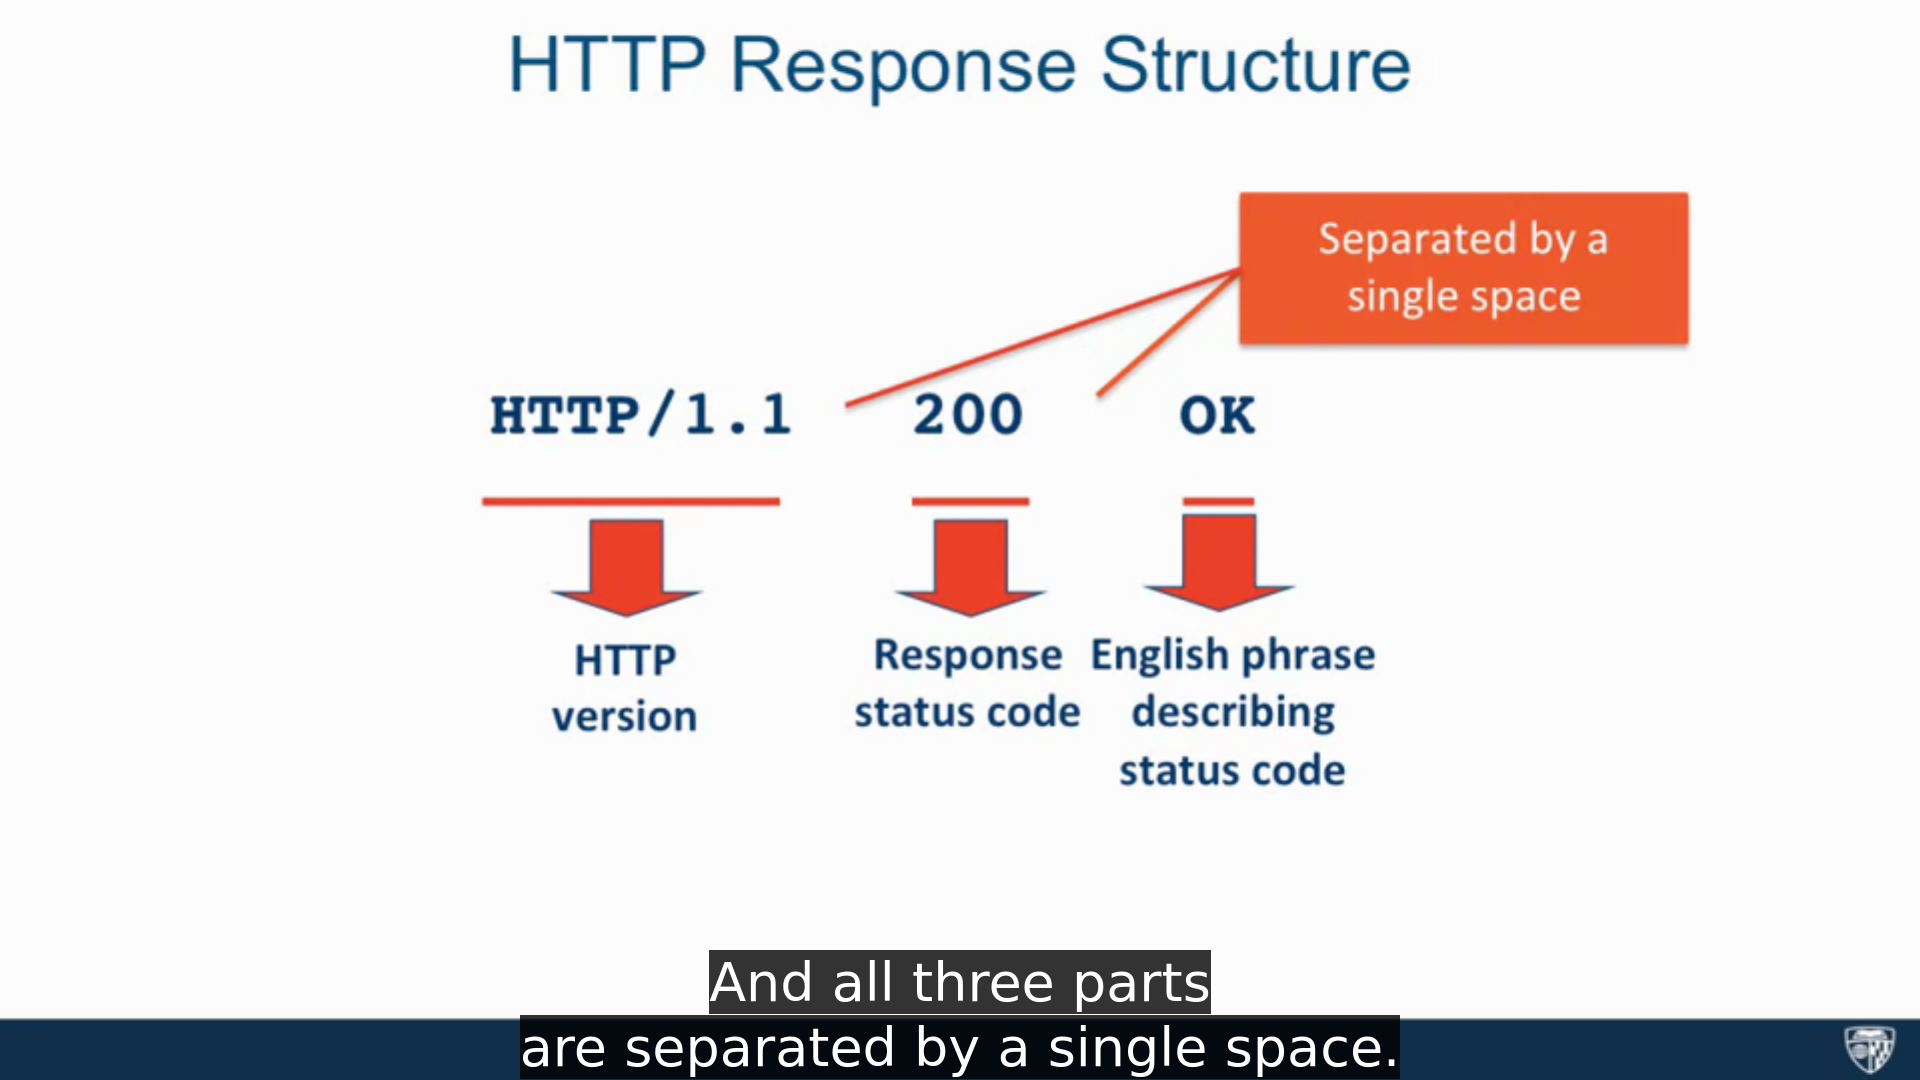 HTTP Response Structure
Separated by a
single space
HTTP/1.1 200 OK
HTTP
version
Response
status code
English phrase
describing
status code
And all three parts
are separated by a single space.